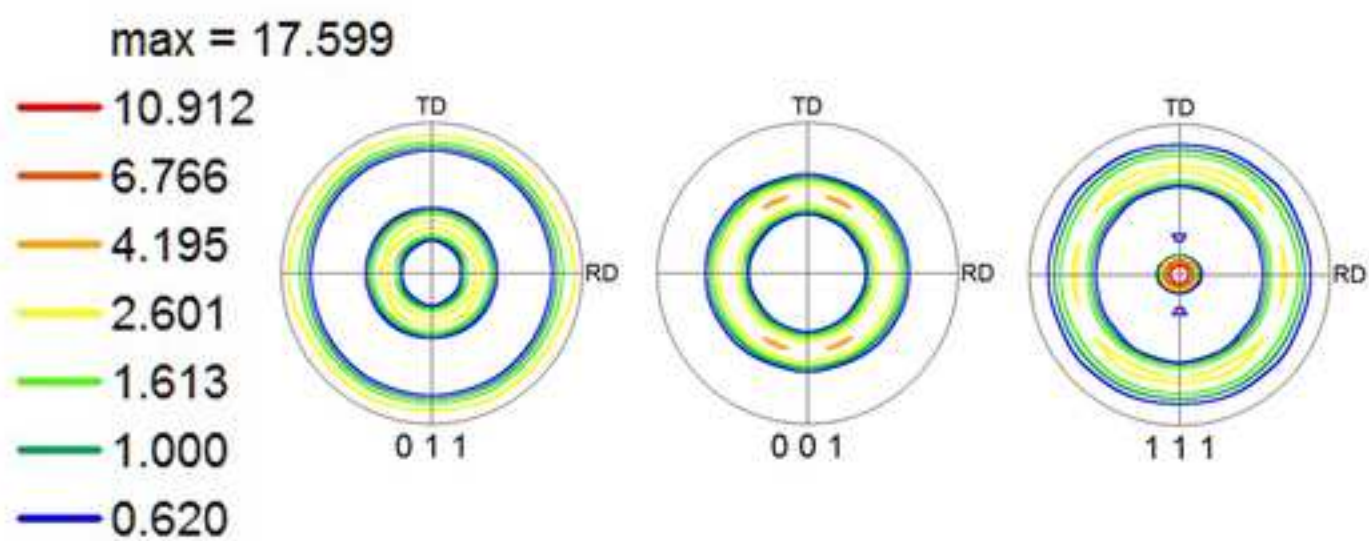 max = 17.599
10.912
6.766
4.195
2.601
1.613
1.000
0.620
TD
RD
0 1 1
TD
RD
0 0 1
TD
RD
1 1 1